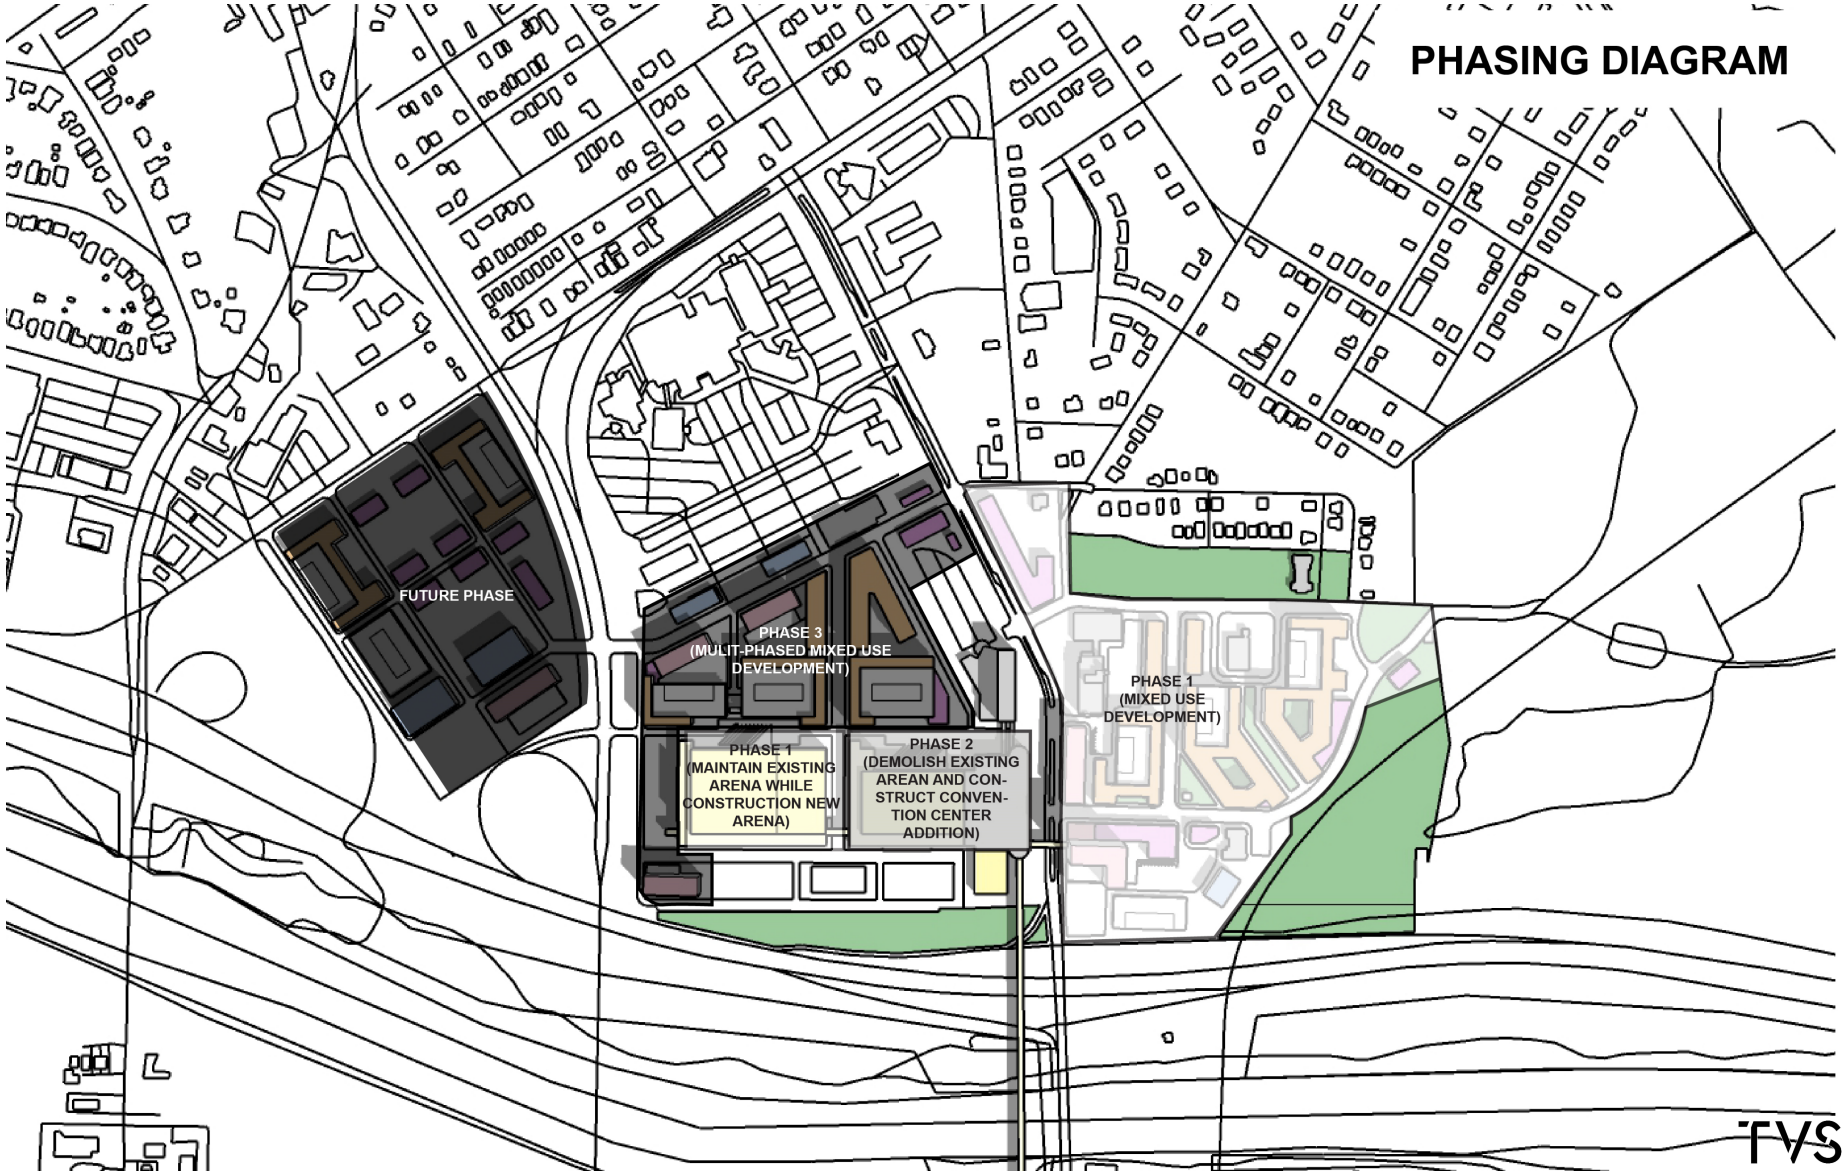 PHASING DIAGRAM
FUTURE PHASE
PHASE 3
(MULIT-PHASED MIXED USE
DEVELOPMENT)
PHASE 1
(MIXED USE
DEVELOPMENT)
PHASE 1
(MAINTAIN EXISTING
ARENA WHILE
CONSTRUCTION NEW
ARENA)
PHASE 2
(DEMOLISH EXISTING
AREAN AND CON-
STRUCT CONVEN-
TION CENTER
ADDITION)
TVS